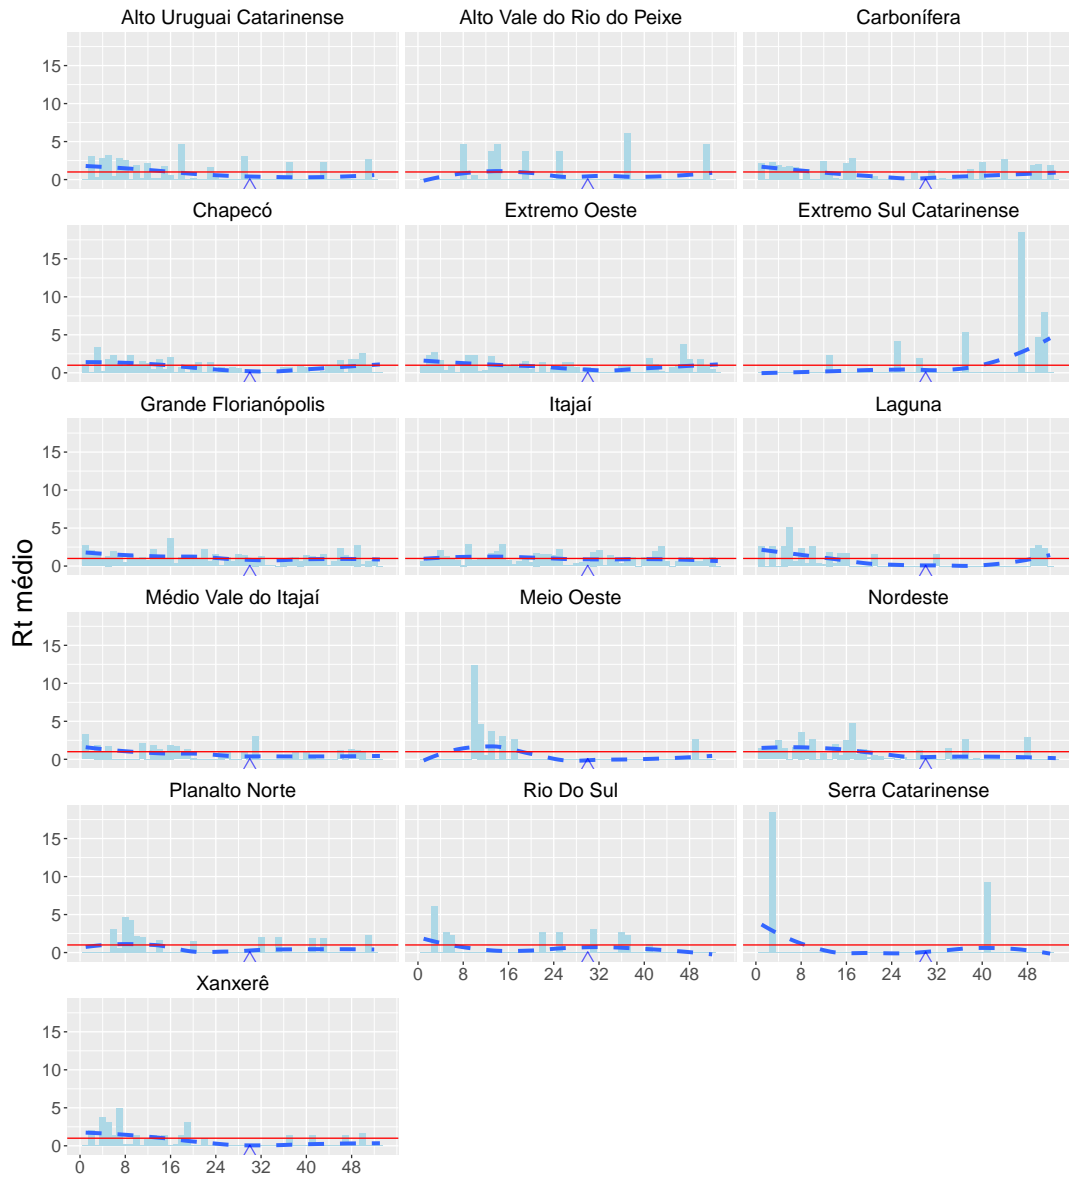 Alto Uruguai Catarinense Alto Vale do Rio do Peixe Carbonífera
15
10
5
0
Chapecó Extremo Oeste Extremo Sul Catarinense
15
10
5
0
Grande Florianópolis Itajaí Laguna
15
10
5
0
Rt médio
Médio Vale do Itajaí Meio Oeste Nordeste
15
10
5
0
Planalto Norte Rio Do Sul Serra Catarinense
15
10
5
0
0 8 16 24 32 40 48 0 8 16 24 32 40 48
Xanxerê
15
10
5
0
0 8 16 24 32 40 48